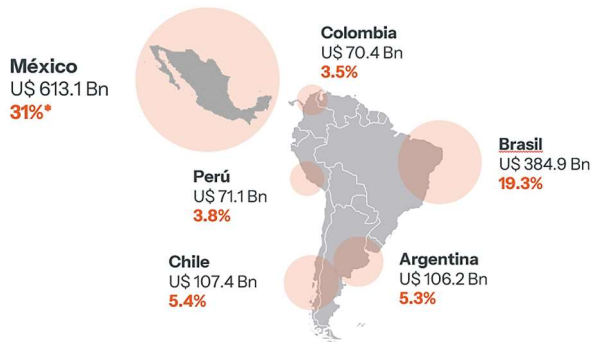 México
U$ 613.1 Bn
31%*
Colombia
U$ 70.4 Bn
3.5%
Brasil
U$ 384.9 Bn
19.3%
Perú
U$ 71.1 Bn
3.8%
Chile
U$ 107.4 Bn
5.4%
Argentina
U$ 106.2 Bn
5.3%